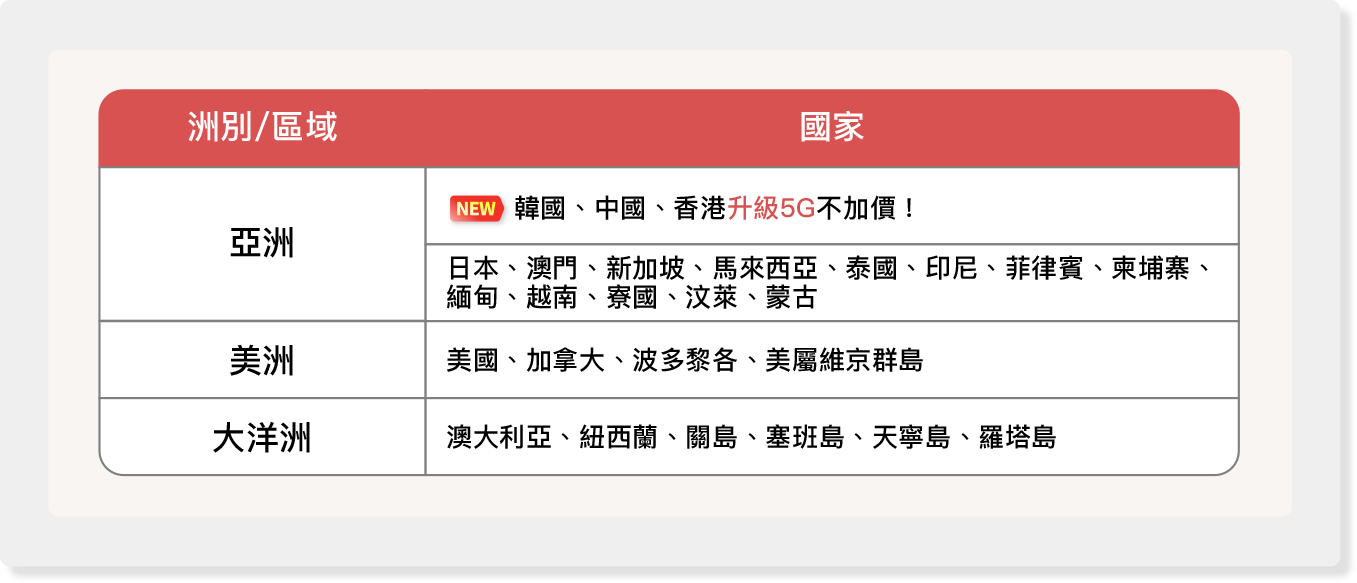 洲別/區域
國家
亞洲
NEW 韓國、中國、香港升級5G不加價！
日本、澳門、新加坡、馬來西亞、泰國、印尼、菲律賓、柬埔寨、
緬甸、越南、寮國、汶萊、蒙古
美洲
美國、加拿大、波多黎各、美屬維京群島
大洋洲
澳大利亞、紐西蘭、關島、塞班島、天寧島、羅塔島